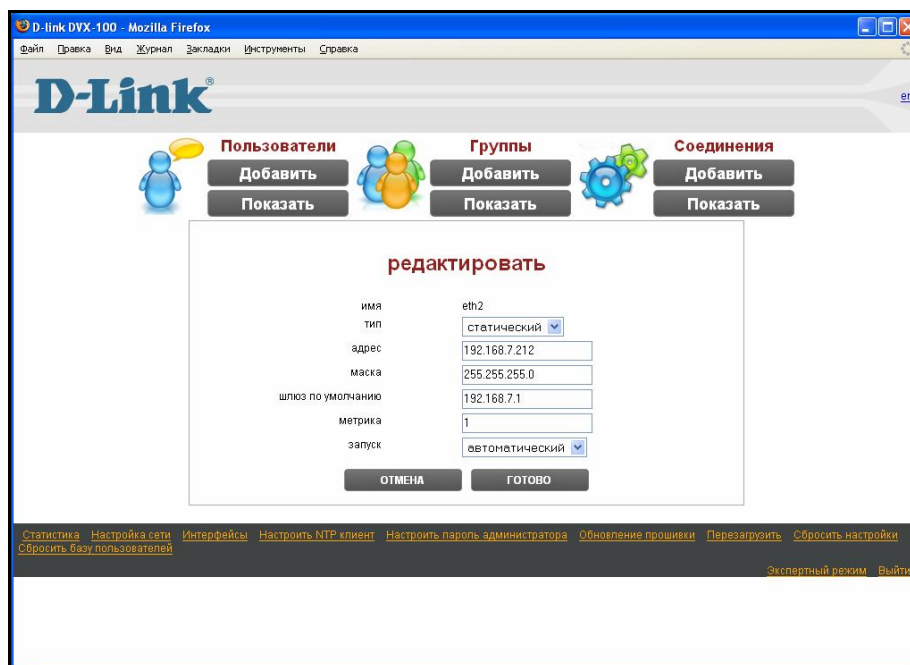 D-link DVX-100 - Mozilla Firefox
Файл Правка Вид Журнал Закладки Инструменты Справка
D-Link®
Пользователи Группы Соединения
Добавить Добавить Добавить
Показать Показать Показать
редактировать
имя eth2
тип статический
адрес 192.168.7.212
маска 255.255.255.0
шлюз по умолчанию 192.168.7.1
метрика 1
запуск автоматический
ОТМЕНА ГОТОВО
Статистика Настройка сети Интерфейсы Настроить NTP клиент Настроить пароль администратора Обновление прошивки Перезагрузить Сбросить настройки
Сбросить базу пользователей
Экспертный режим Выйти